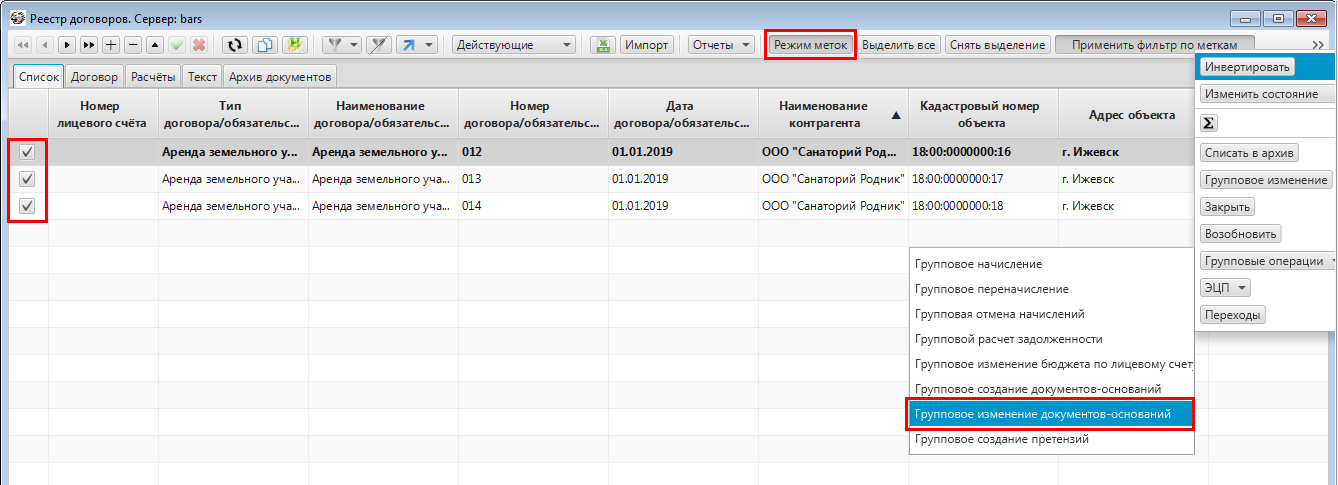 Реестр договоров. Сервер: bars
Действующие Импорт Отчеты Режим меток Выделить все Снять выделение Применить фильтр по меткам
Список Договор Расчёты Текст Архив документов
Номер лицевого счёта
Тип договора/обязательс...
Наименование договора/обязательс...
Номер договора/обязательс...
Дата договора/обязательс...
Наименование контрагента
Кадастровый номер объекта
Адрес объекта
Аренда земельного у... Аренда земельного у... 012 01.01.2019 ООО "Санаторий Род... 18:00:0000000:16 г. Ижевск
Аренда земельного уча... Аренда земельного уча... 013 01.01.2019 ООО "Санаторий Родник" 18:00:0000000:17 г. Ижевск
Аренда земельного уча... Аренда земельного уча... 014 01.01.2019 ООО "Санаторий Родник" 18:00:0000000:18 г. Ижевск
Инвертировать
Изменить состояние
Σ
Списать в архив
Групповое изменение
Закрыть
Возобновить
Групповые операции
ЭЦП
Переходы
Групповое начисление
Групповое переначисление
Групповая отмена начислений
Групповой расчет задолженности
Групповое изменение бюджета по лицевому счету
Групповое создание документов-оснований
Групповое изменение документов-оснований
Групповое создание претензий